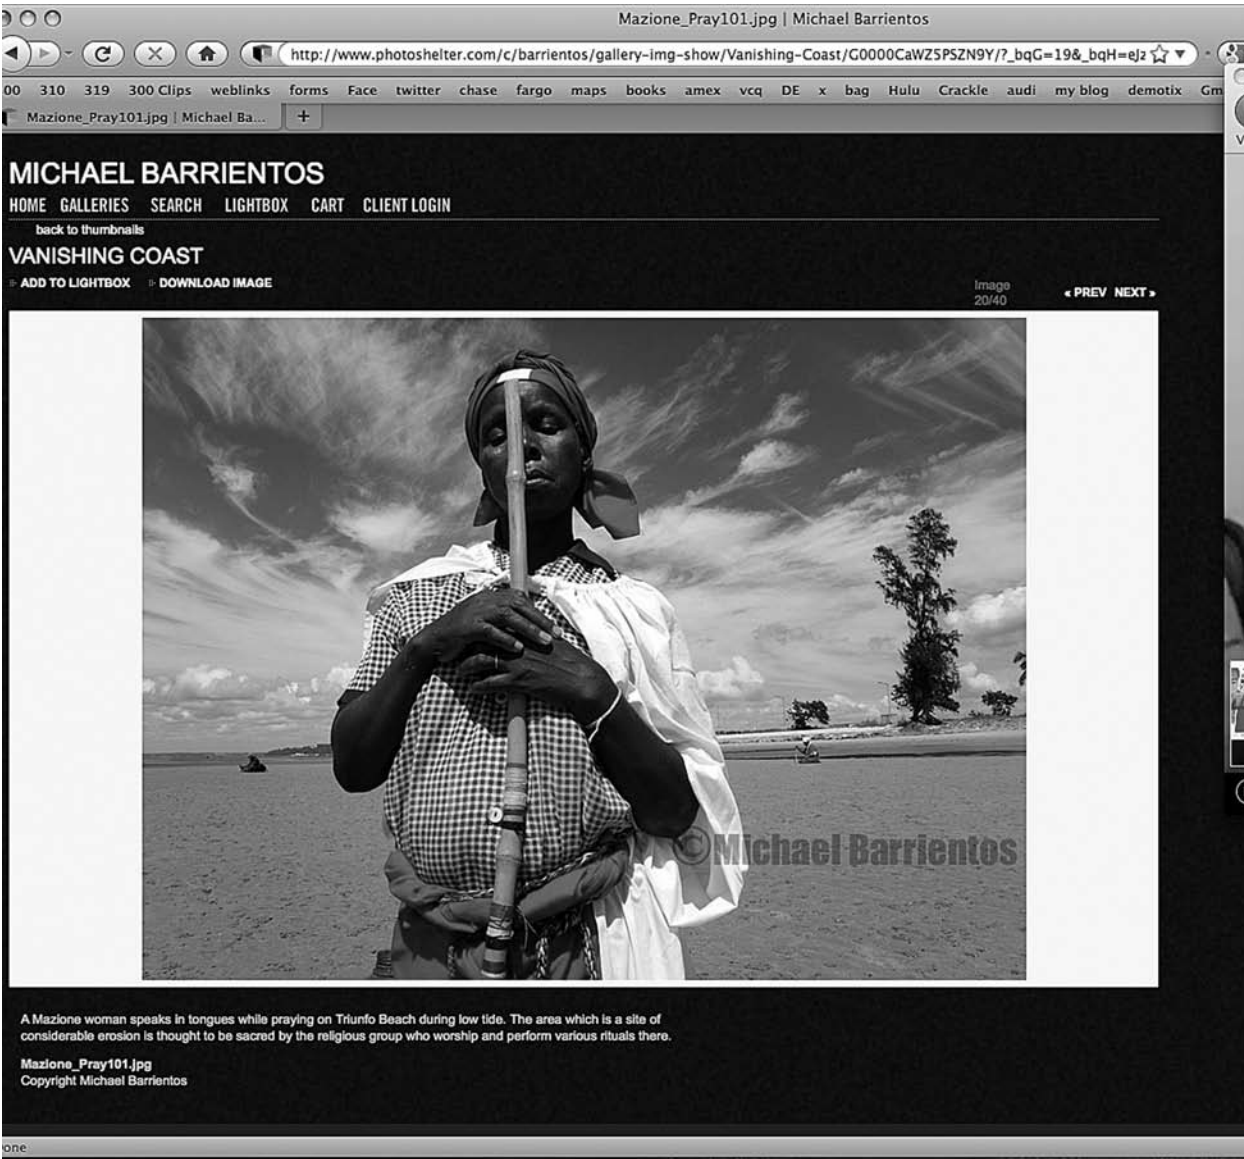 Mazione_Pray101.jpg | Michael Barrientos
http://www.photoshelter.com/c/barrientos/gallery-img-show/Vanishing-Coast/G0000CaWZSPSZN9Y/?_bqG=19&_bqH=eJz
00 310 319 300 Clips weblinks forms Face twitter chase fargo maps books amex vcq DE x bag Hulu Crackle audi my blog demotix Gm
Mazione_Pray101.jpg | Michael Ba... +
MICHAEL BARRIENTOS
HOME GALLERIES SEARCH LIGHTBOX CART CLIENT LOGIN
back to thumbnails
VANISHING COAST
ADD TO LIGHTBOX DOWNLOAD IMAGE
Image
20/40
« PREV NEXT »
©Michael Barrientos
A Mazione woman speaks in tongues while praying on Triunfo Beach during low tide. The area which is a site of
considerable erosion is thought to be sacred by the religious group who worship and perform various rituals there.
Mazione_Pray101.jpg
Copyright Michael Barrientos
one